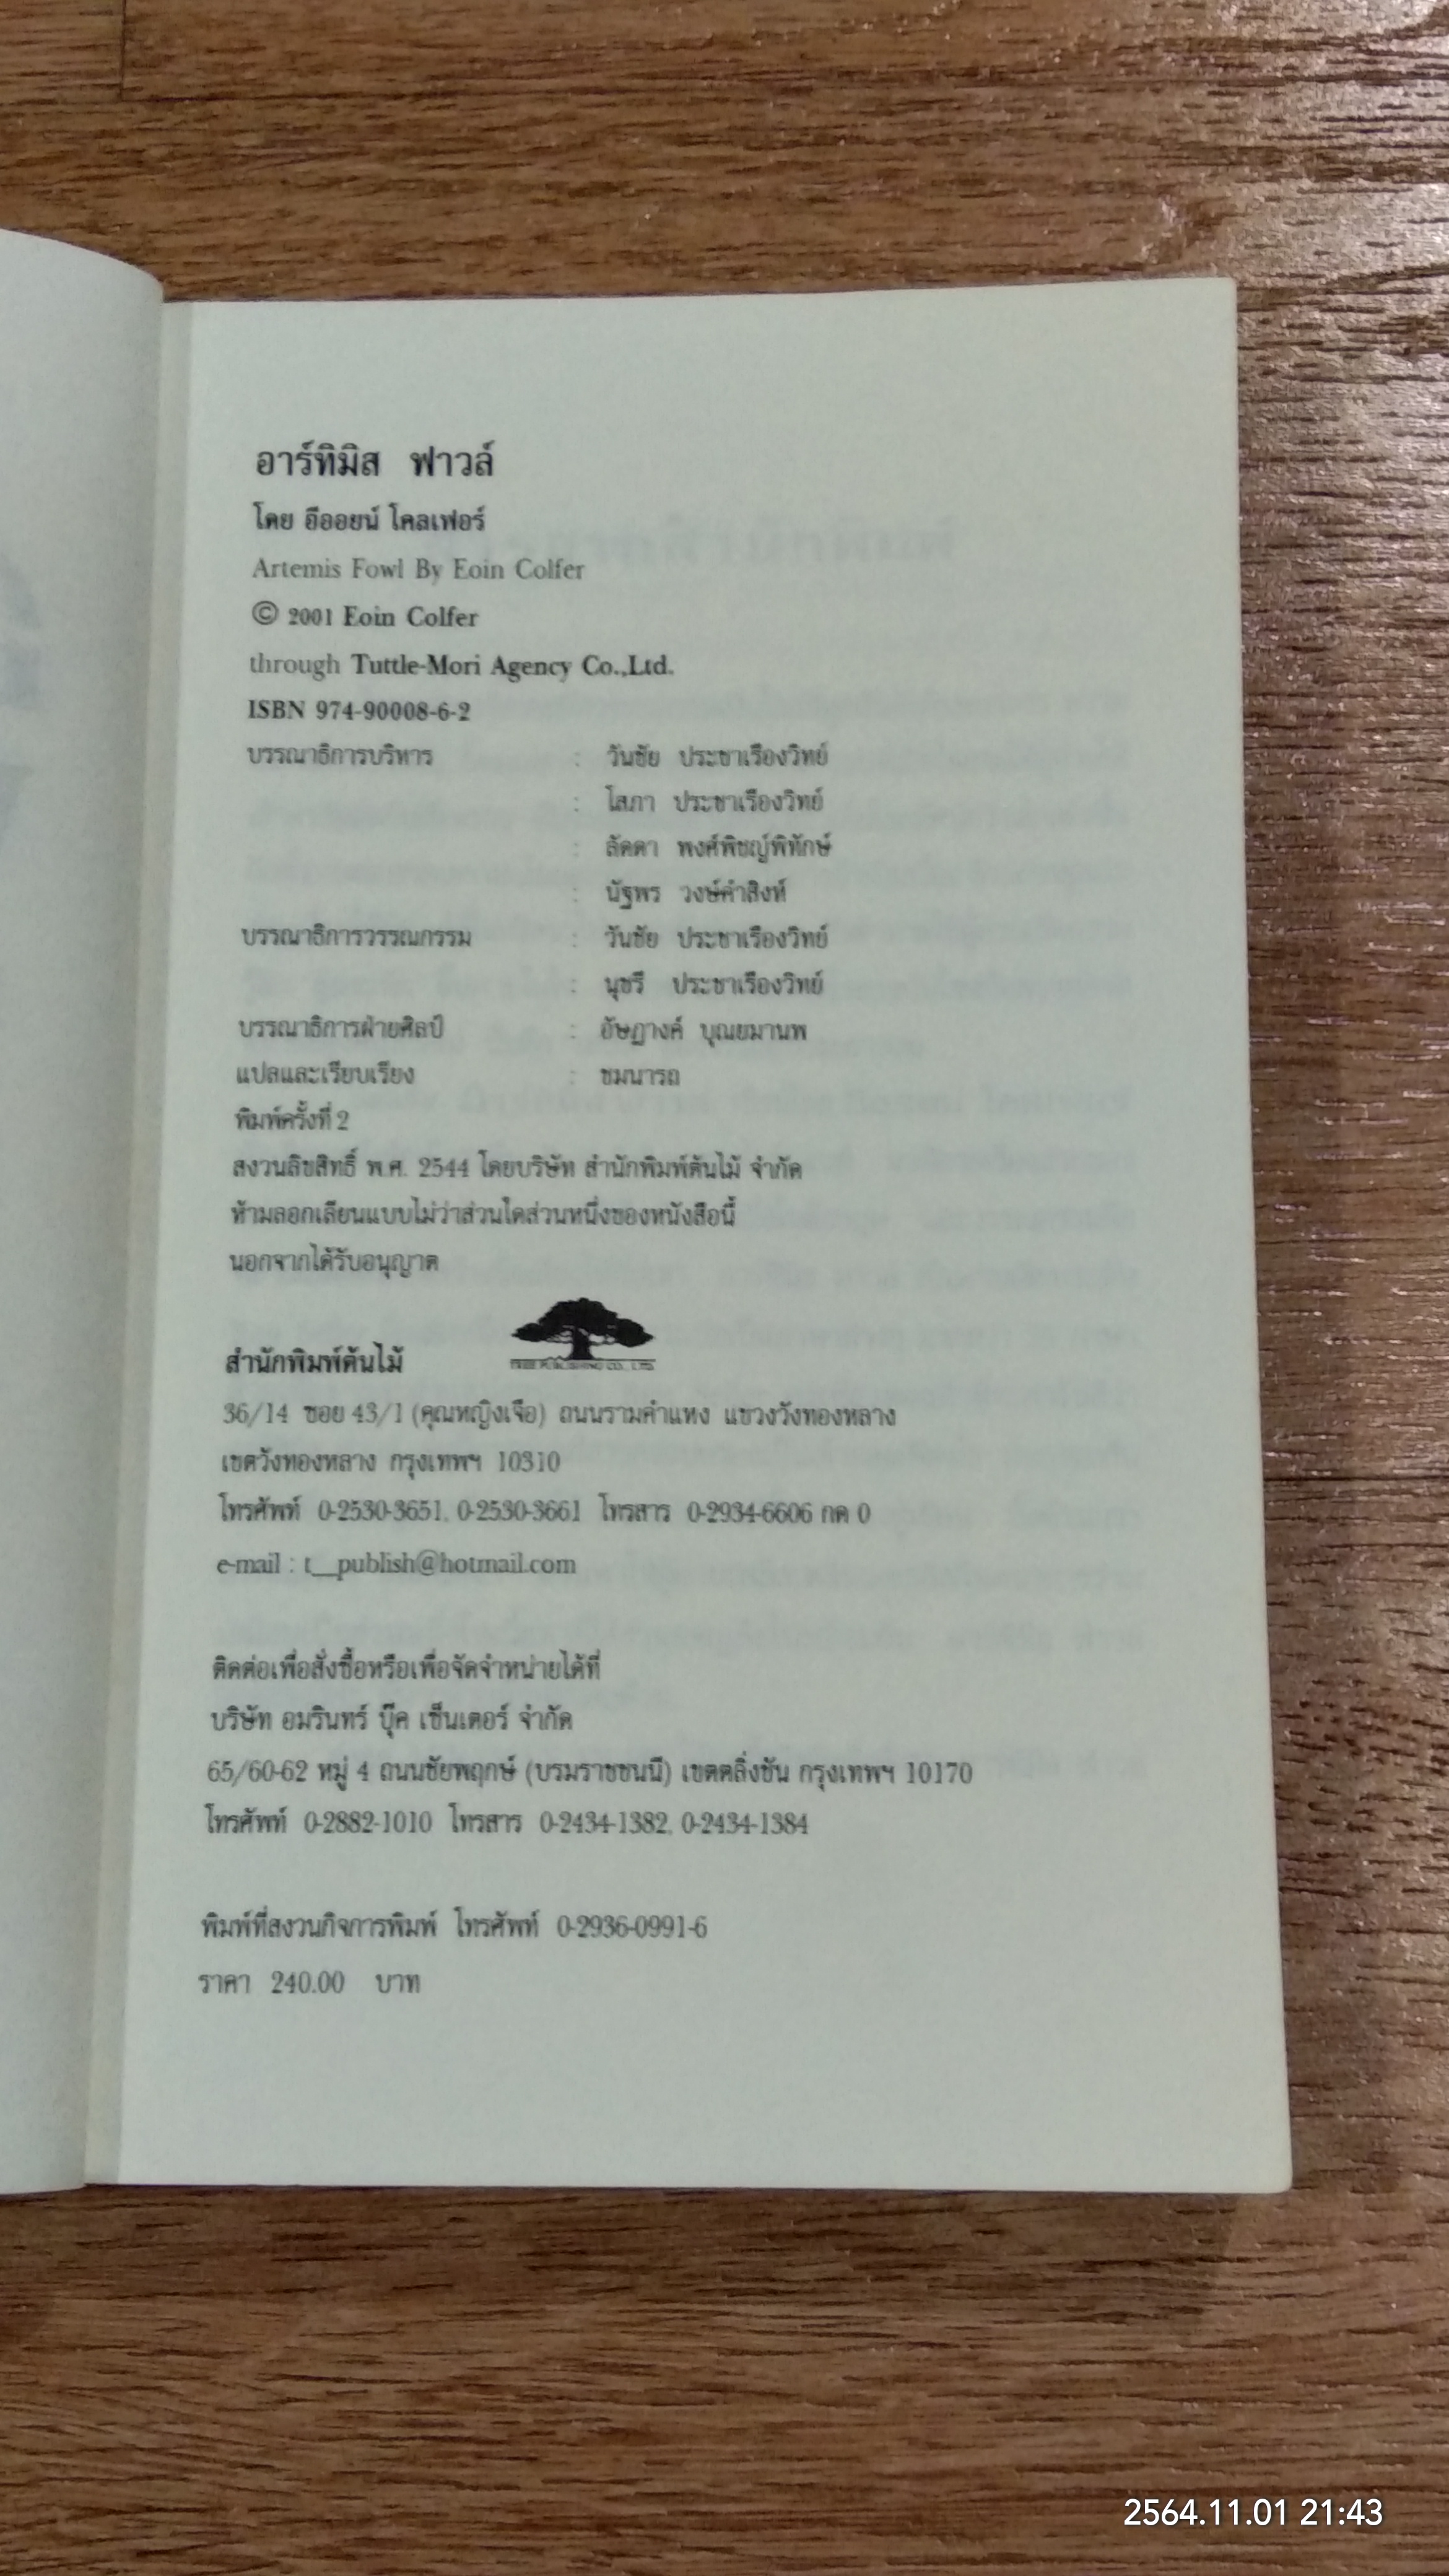 อาร์ทิมิส ฟาวล์
โดย อีออยน์ โคลเฟอร์
Artemis Fowl By Eoin Colfer
© 2001 Eoin Colfer
through Tuttle-Mori Agency Co.,Ltd.
ISBN 974-90008-6-2
บรรณาธิการบริหาร : วันชัย ประชาเรืองวิทย์
: โสภา ประชาเรืองวิทย์
: ลัดดา พงศ์พิชญ์พิทักษ์
: นัฐพร วงษ์คำสิงห์
บรรณาธิการวรรณกรรม : วันชัย ประชาเรืองวิทย์
: นุชรี ประชาเรืองวิทย์
บรรณาธิการฝ่ายศิลป์ : อัษฎางค์ บุณยมานพ
แปลและเรียบเรียง : ชมนารถ
พิมพ์ครั้งที่ 2
สงวนลิขสิทธิ์ พ.ศ. 2544 โดยบริษัท สำนักพิมพ์ต้นไม้ จำกัด
ห้ามลอกเลียนแบบไม่ว่าส่วนใดส่วนหนึ่งของหนังสือนี้
นอกจากได้รับอนุญาต
TREE PUBLISHING CO., LTD.
สำนักพิมพ์ต้นไม้
36/14 ซอย 43/1 (คุณหญิงเจือ) ถนนรามคำแหง แขวงวังทองหลาง
เขตวังทองหลาง กรุงเทพฯ 10310
โทรศัพท์ 0-2530-3651, 0-2530-3661 โทรสาร 0-2934-6606 กด 0
e-mail : t_publish@hotmail.com
ติดต่อเพื่อสั่งซื้อหรือเพื่อจัดจำหน่ายได้ที่
บริษัท อมรินทร์ บุ๊ค เซ็นเตอร์ จำกัด
65/60-62 หมู่ 4 ถนนชัยพฤกษ์ (บรมราชชนนี) เขตตลิ่งชัน กรุงเทพฯ 10170
โทรศัพท์ 0-2882-1010 โทรสาร 0-2434-1382, 0-2434-1384
พิมพ์ที่สงวนกิจการพิมพ์ โทรศัพท์ 0-2936-0991-6
ราคา 240.00 บาท
2564.11.01 21:43